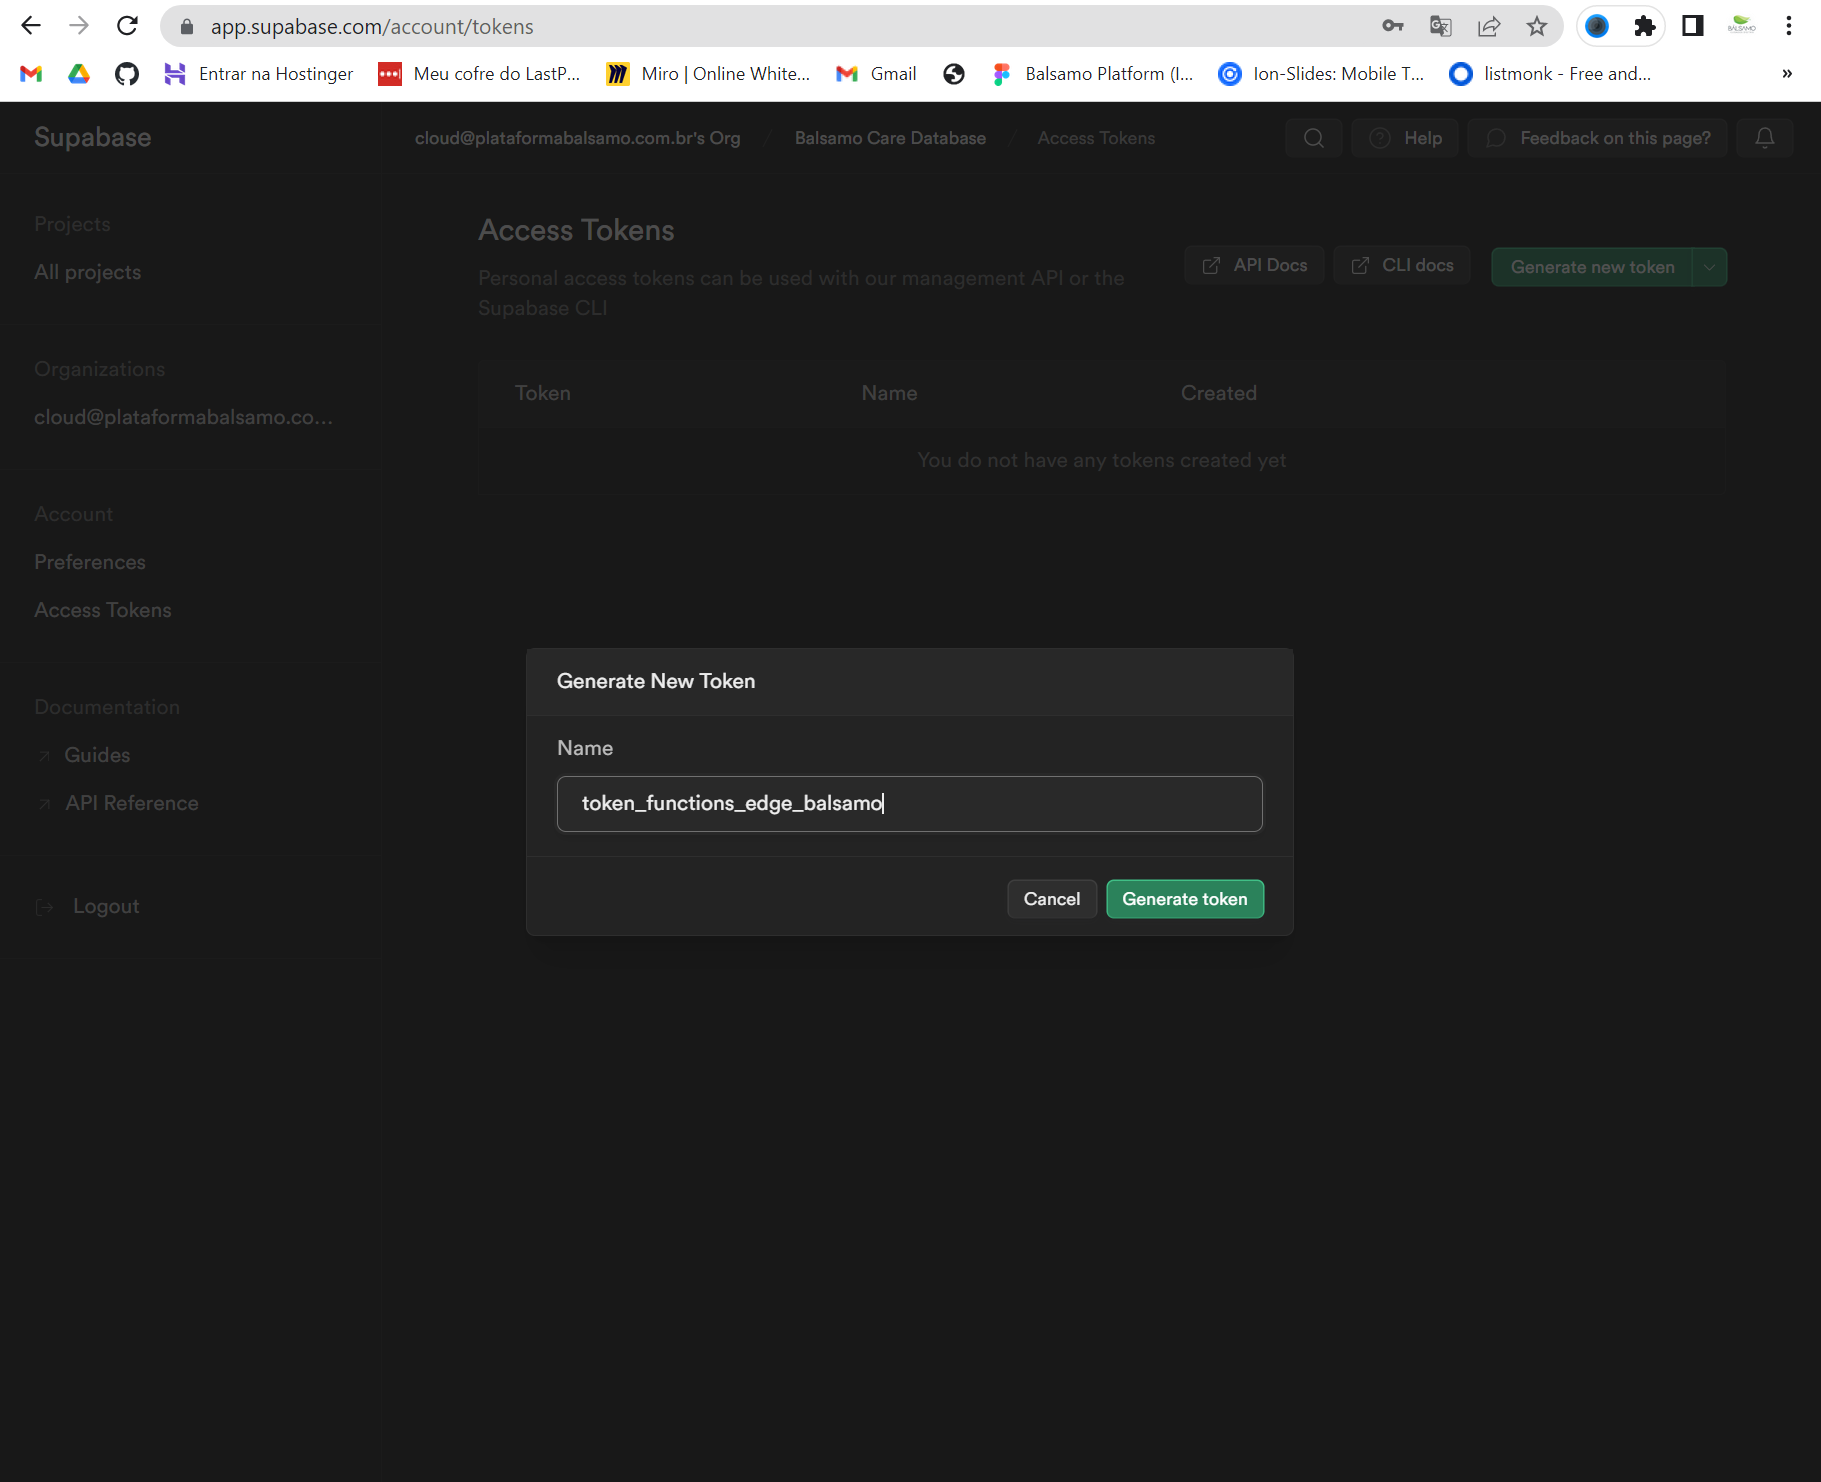 app.supabase.com/account/tokens
Entrar na Hostinger
Meu cofre do LastP...
Miro | Online White...
Gmail
Balsamo Platform (I...
Ion-Slides: Mobile T...
listmonk - Free and...
»
Supabase
cloud@plataformabalsamo.com.br's Org / Balsamo Care Database / Access Tokens
Help
Feedback on this page?
Projects
All projects
Organizations
cloud@plataformabalsamo.co...
Account
Preferences
Access Tokens
Documentation
Guides
API Reference
Logout
Access Tokens
Personal access tokens can be used with our management API or the
Supabase CLI
API Docs
CLI docs
Generate new token
Token Name Created
You do not have any tokens created yet
Generate New Token
Name
token_functions_edge_balsamo
Cancel
Generate token